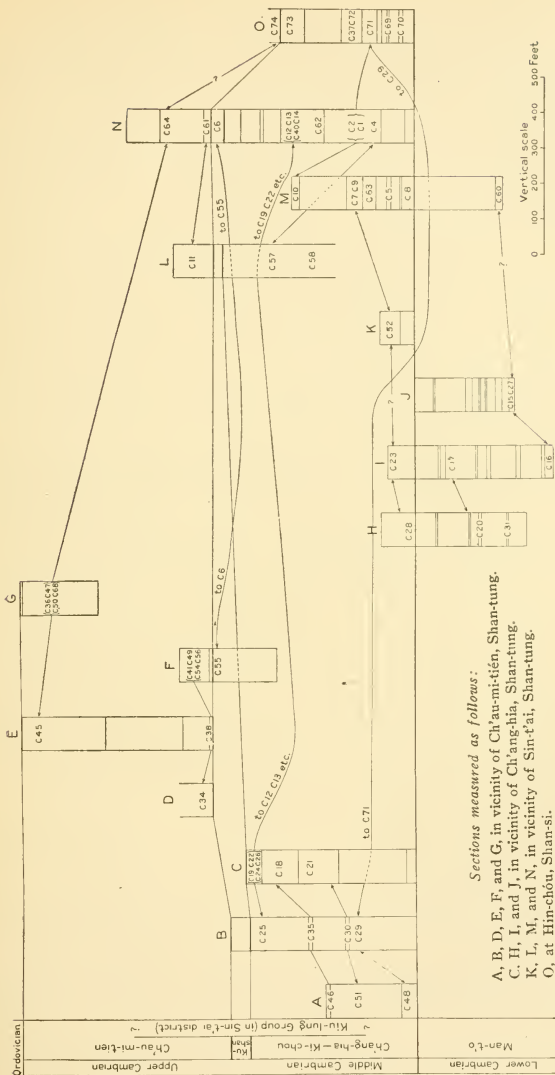 Ordovician
Upper Cambrian
Ch'au-mi-tien
Middle Cambrian
Ku-shan
Ch'ang-hia — Ki-chou
? Kiu-lung Group (in Sin-t'ai district) ?
Lower Cambrian
Man-t'o
A
C46
C51
C48
B
C25
C35
C30
C29
C
C19 C22
C24 C26
C18
C21
D
C34
E
C45
C38
F
C41 C49
C54 C56
C55
G
C36 C47
C50 C68
H
C28
C20
C31
I
C23
C17
C16
J
C15 C27
K
C52
L
C11
C57
C58
M
C10
C7 C9
C63
C5
C8
C60
N
C64
C61
C6
C12 C13
C40 C14
C62
C2
C1
C4
O
C74
C73
C37 C72
C71
C69
C70
to C12 C13 etc.
to C71
to C6
to C55
to C19 C22 etc.
to C29
?
?
?
Vertical scale
0 100 200 300 400 500 Feet
Sections measured as follows:
A, B, D, E, F, and G, in vicinity of Ch'au-mi-tién, Shan-tung.
C, H, I, and J, in vicinity of Ch'ang-hia, Shan-tung.
K, L, M, and N, in vicinity of Sin-t'ai, Shan-tung.
O, at Hin-chóu, Shan-si.